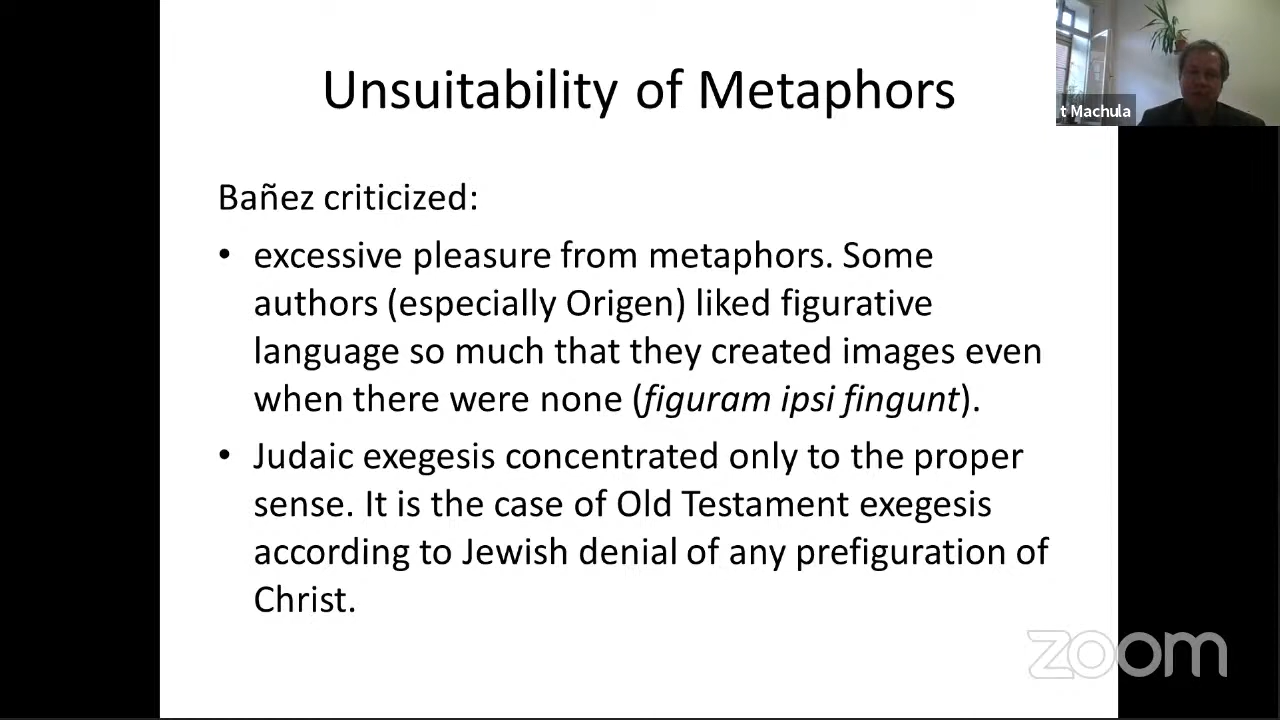 Unsuitability of Metaphors
t Machula
Bañez criticized:
• excessive pleasure from metaphors. Some
authors (especially Origen) liked figurative
language so much that they created images even
when there were none (figuram ipsi fingunt).
• Judaic exegesis concentrated only to the proper
sense. It is the case of Old Testament exegesis
according to Jewish denial of any prefiguration of
Christ.
zoom